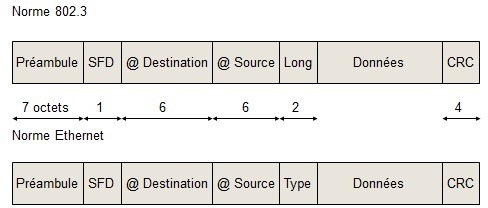 Norme 802.3
Préambule SFD @ Destination @ Source Long Données CRC
7 octets 1 6 6 2 4
Norme Ethernet
Préambule SFD @ Destination @ Source Type Données CRC